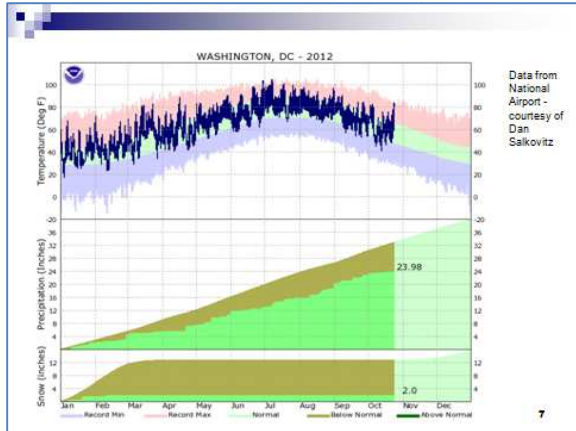 WASHINGTON, DC - 2012
Data from
National
Airport -
courtesy of
Dan
Salkovitz
Temperature (Deg F)
100 100
80 80
60 60
40 40
20 20
0 0
-20 -20
Precipitation (Inches)
36 36
32 32
28 28
24 24
20 20
16 16
12 12
8 8
4 4
23.98
Snow (Inches)
12 12
8 8
4 4
2.0
Jan Feb Mar Apr May Jun Jul Aug Sep Oct Nov Dec
Record Min Record Max Normal Below Normal Above Normal
7